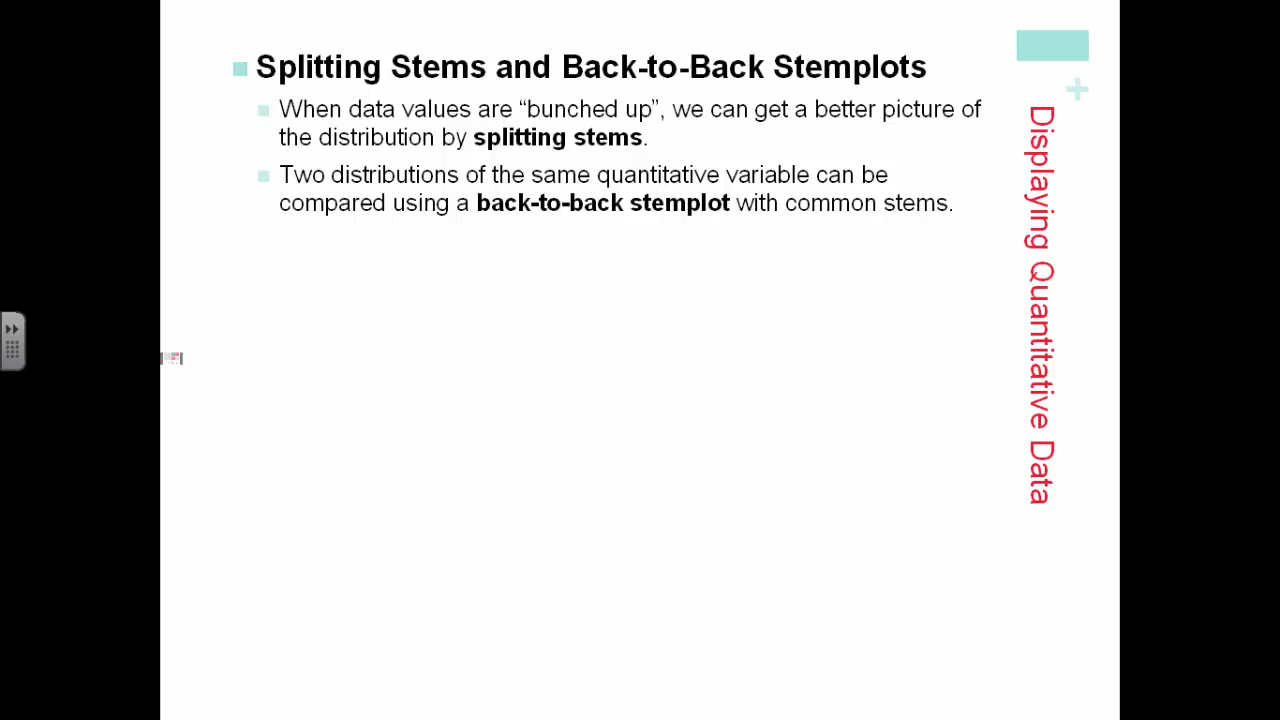 Splitting Stems and Back-to-Back Stemplots
When data values are “bunched up”, we can get a better picture of
the distribution by splitting stems.
Two distributions of the same quantitative variable can be
compared using a back-to-back stemplot with common stems.
+
Displaying Quantitative Data